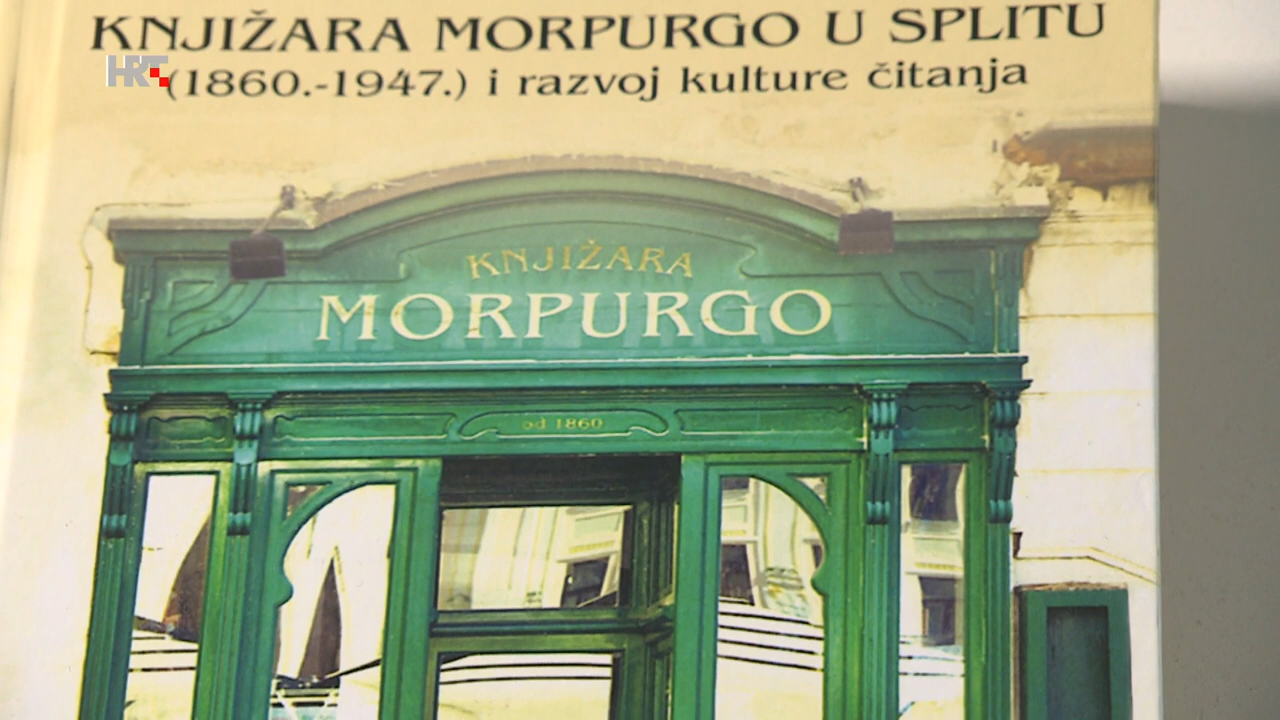 KNJIŽARA MORPURGO U SPLITU
HRT
(1860.-1947.) i razvoj kulture čitanja
KNJIŽARA
MORPURGO
od 1860